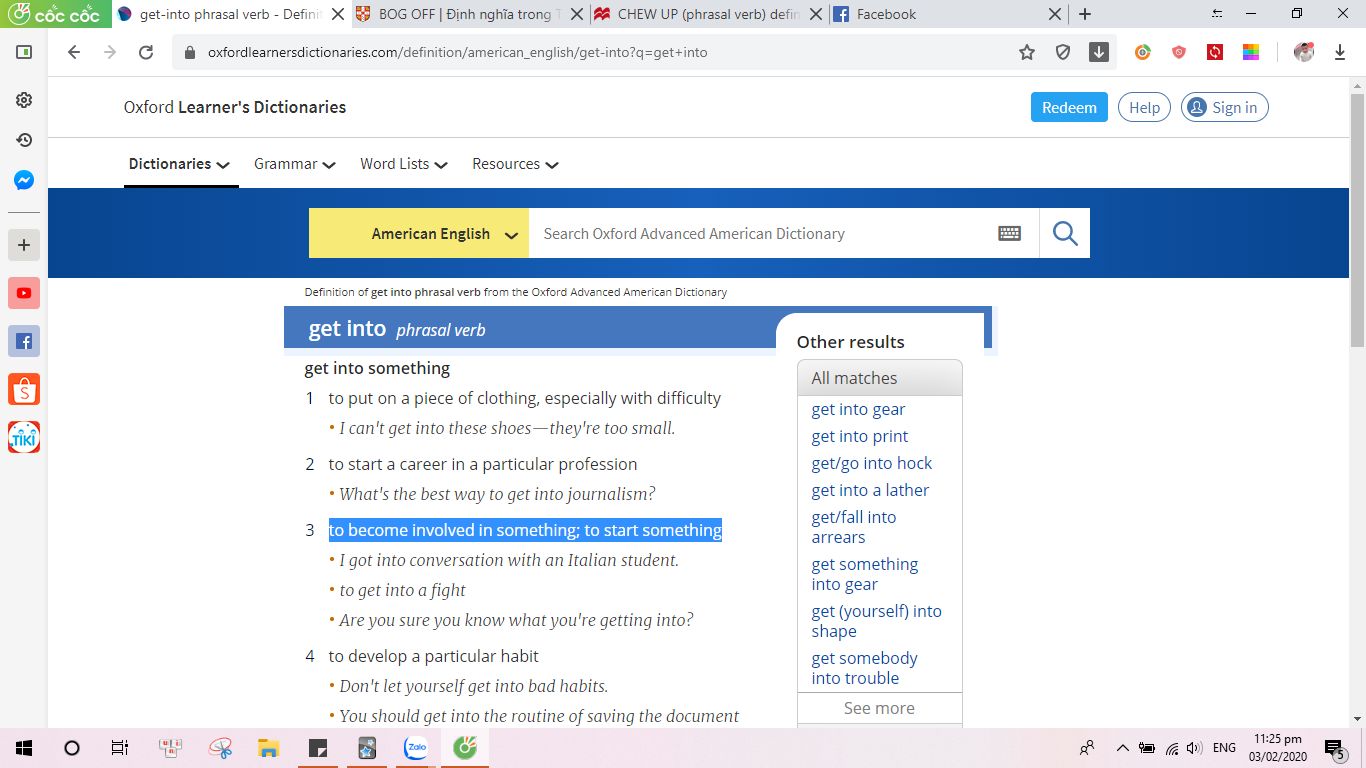 cốc cốc
get-into phrasal verb - Defini
BOG OFF | Định nghĩa trong T
CHEW UP (phrasal verb) defin
Facebook
oxfordlearnersdictionaries.com/definition/american_english/get-into?q=get+into
Oxford Learner's Dictionaries
Redeem
Help
Sign in
Dictionaries
Grammar
Word Lists
Resources
American English
Search Oxford Advanced American Dictionary
Definition of get into phrasal verb from the Oxford Advanced American Dictionary
get into phrasal verb
get into something
1 to put on a piece of clothing, especially with difficulty
• I can't get into these shoes—they're too small.
2 to start a career in a particular profession
• What's the best way to get into journalism?
3 to become involved in something; to start something
• I got into conversation with an Italian student.
• to get into a fight
• Are you sure you know what you're getting into?
4 to develop a particular habit
• Don't let yourself get into bad habits.
• You should get into the routine of saving the document
Other results
All matches
get into gear
get into print
get/go into hock
get into a lather
get/fall into
arrears
get something
into gear
get (yourself) into
shape
get somebody
into trouble
See more
TIKI
Zalo
ENG
11:25 pm
03/02/2020
5